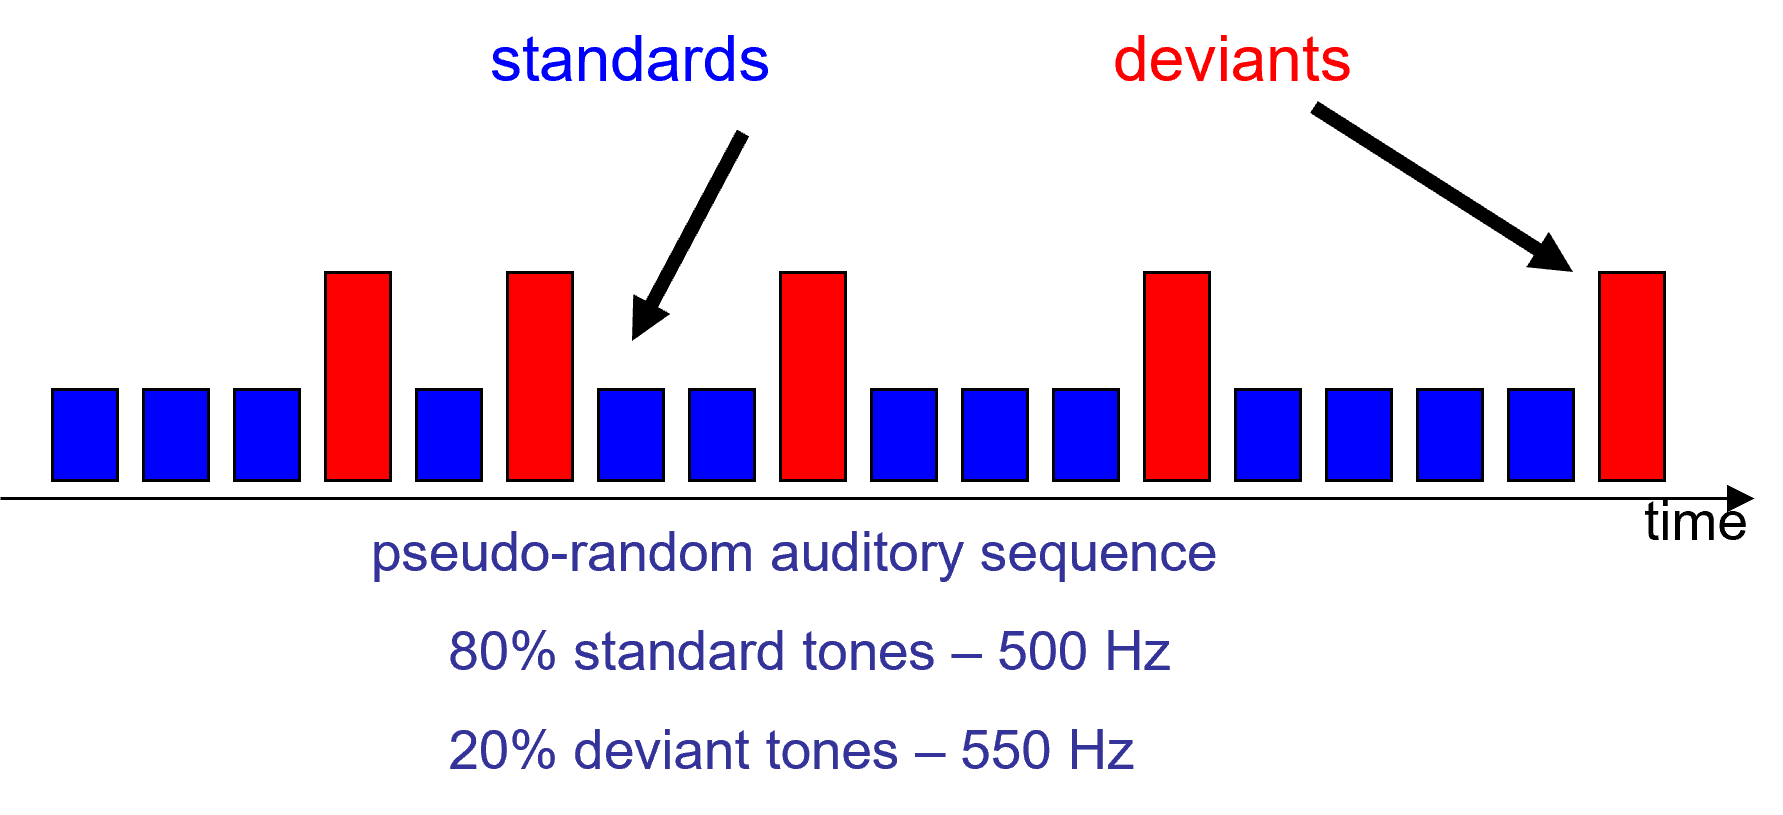 standards
deviants
time
pseudo-random auditory sequence
80% standard tones – 500 Hz
20% deviant tones – 550 Hz